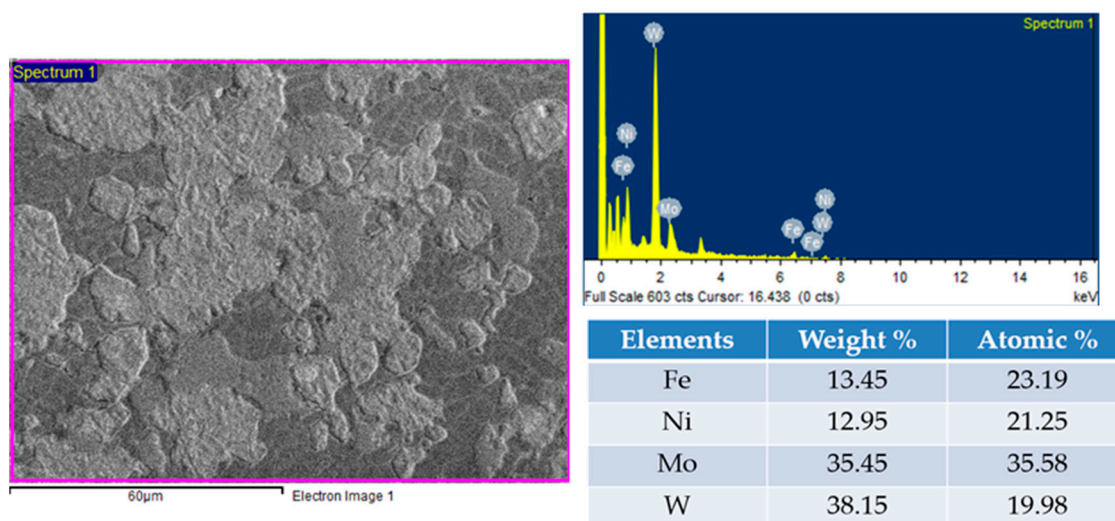 Spectrum 1
60µm Electron Image 1
Spectrum 1
W
Ni
Fe
Mo
Fe
Fe
Ni
W
0 2 4 6 8 10 12 14 16
Full Scale 603 cts Cursor: 16.438 (0 cts) keV
Elements Weight % Atomic %
Fe 13.45 23.19
Ni 12.95 21.25
Mo 35.45 35.58
W 38.15 19.98